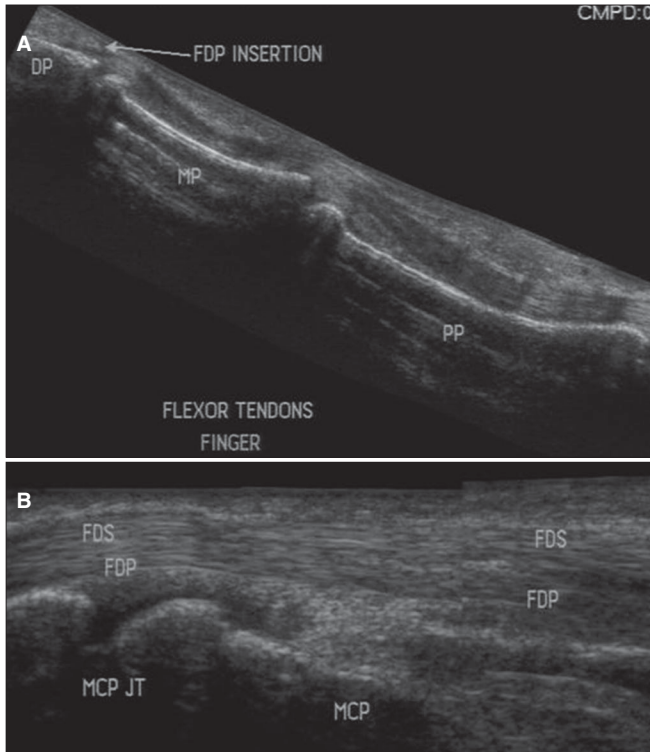 CMPD:0
A
FDP INSERTION
DP
MP
PP
FLEXOR TENDONS
FINGER
B
FDS
FDS
FDP
FDP
MCP JT
MCP